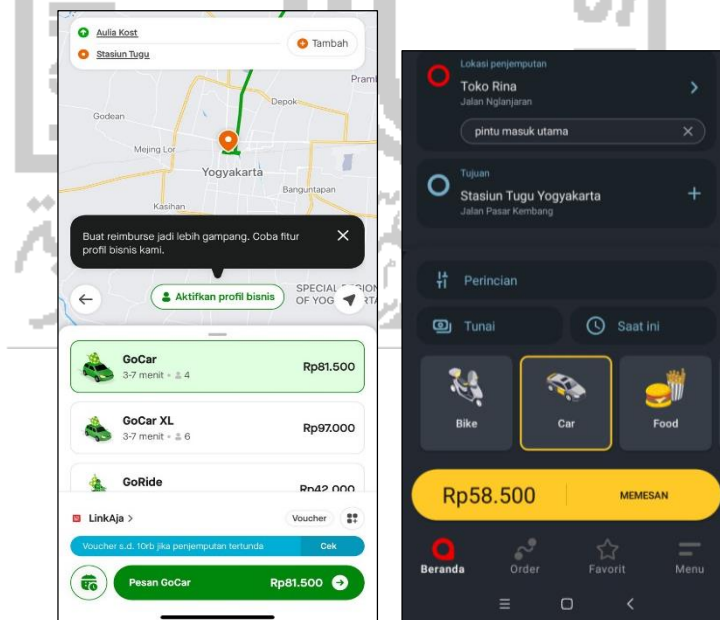 Aulia Kost
Stasiun Tugu
Tambah
Depok
Godean
Mejing Lor
Yogyakarta
Banguntapan
Kasihan
Buat reimburse jadi lebih gampang. Coba fitur
profil bisnis kami.
Aktifkan profil bisnis
GoCar
3-7 menit • 4
Rp81.500
GoCar XL
3-7 menit • 6
Rp97.000
GoRide
Rp42.000
LinkAja >
Voucher
Voucher s.d. 10rb jika penjemputan tertunda
Cek
Pesan GoCar
Rp81.500
Lokasi penjemputan
Toko Rina
Jalan Nglanjaran
pintu masuk utama
Tujuan
Stasiun Tugu Yogyakarta
Jalan Pasar Kembang
Perincian
Tunai
Saat ini
Bike
Car
Food
Rp58.500
MEMESAN
Beranda
Order
Favorit
Menu